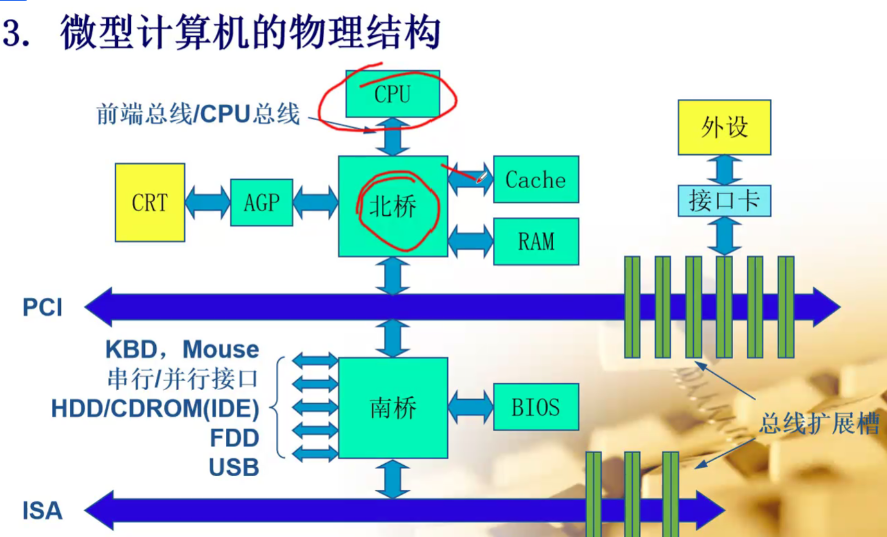 3. 微型计算机的物理结构
CPU
前端总线/CPU总线
外设
CRT
AGP
北桥
Cache
接口卡
RAM
PCI
KBD，Mouse
串行/并行接口
HDD/CDROM(IDE)
FDD
USB
南桥
BIOS
总线扩展槽
ISA